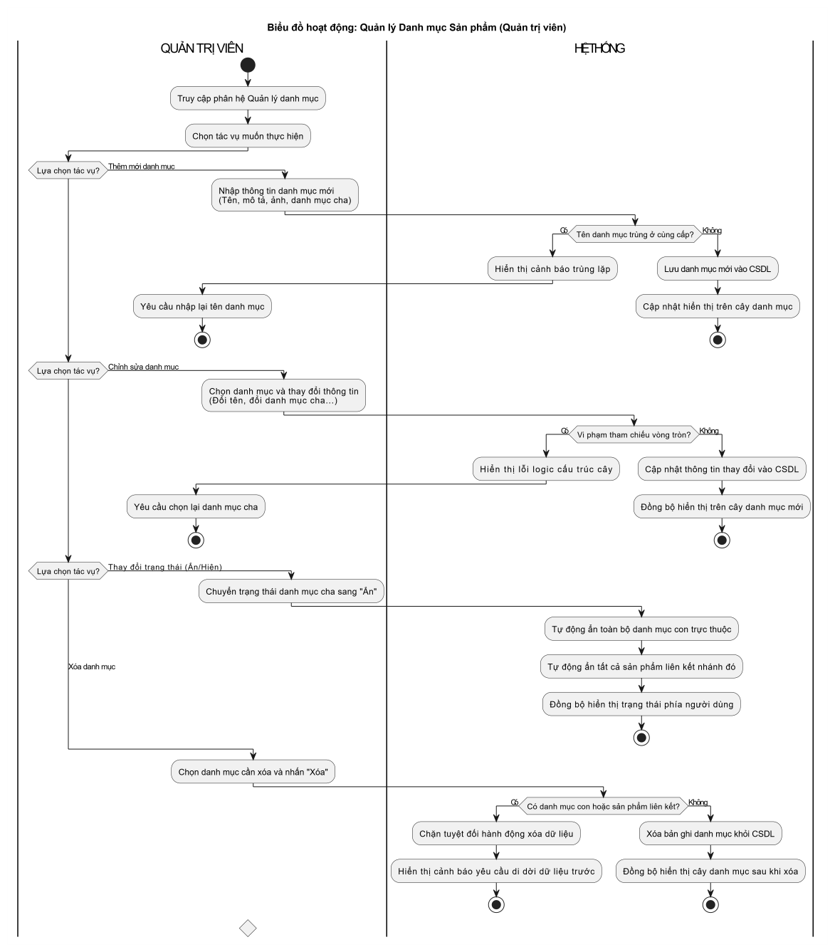 Biểu đồ hoạt động: Quản lý Danh mục Sản phẩm (Quản trị viên)
QUẢN TRỊ VIÊN
HỆ THỐNG
Truy cập phân hệ Quản lý danh mục
Chọn tác vụ muốn thực hiện
Lựa chọn tác vụ?
Thêm mới danh mục
Nhập thông tin danh mục mới
(Tên, mô tả, ảnh, danh mục cha)
Có
Tên danh mục trùng ở cùng cấp?
Không
Hiển thị cảnh báo trùng lặp
Lưu danh mục mới vào CSDL
Yêu cầu nhập lại tên danh mục
Cập nhật hiển thị trên cây danh mục
Lựa chọn tác vụ?
Chỉnh sửa danh mục
Chọn danh mục và thay đổi thông tin
(Đổi tên, đổi danh mục cha...)
Có
Vi phạm tham chiếu vòng tròn?
Không
Hiển thị lỗi logic cấu trúc cây
Cập nhật thông tin thay đổi vào CSDL
Yêu cầu chọn lại danh mục cha
Đồng bộ hiển thị trên cây danh mục mới
Lựa chọn tác vụ?
Thay đổi trạng thái (Ẩn/Hiện)
Chuyển trạng thái danh mục cha sang "Ẩn"
Tự động ẩn toàn bộ danh mục con trực thuộc
Xóa danh mục
Tự động ẩn tất cả sản phẩm liên kết nhánh đó
Đồng bộ hiển thị trạng thái phía người dùng
Chọn danh mục cần xóa và nhấn "Xóa"
Có
Có danh mục con hoặc sản phẩm liên kết?
Không
Chặn tuyệt đối hành động xóa dữ liệu
Xóa bản ghi danh mục khỏi CSDL
Hiển thị cảnh báo yêu cầu di dời dữ liệu trước
Đồng bộ hiển thị cây danh mục sau khi xóa